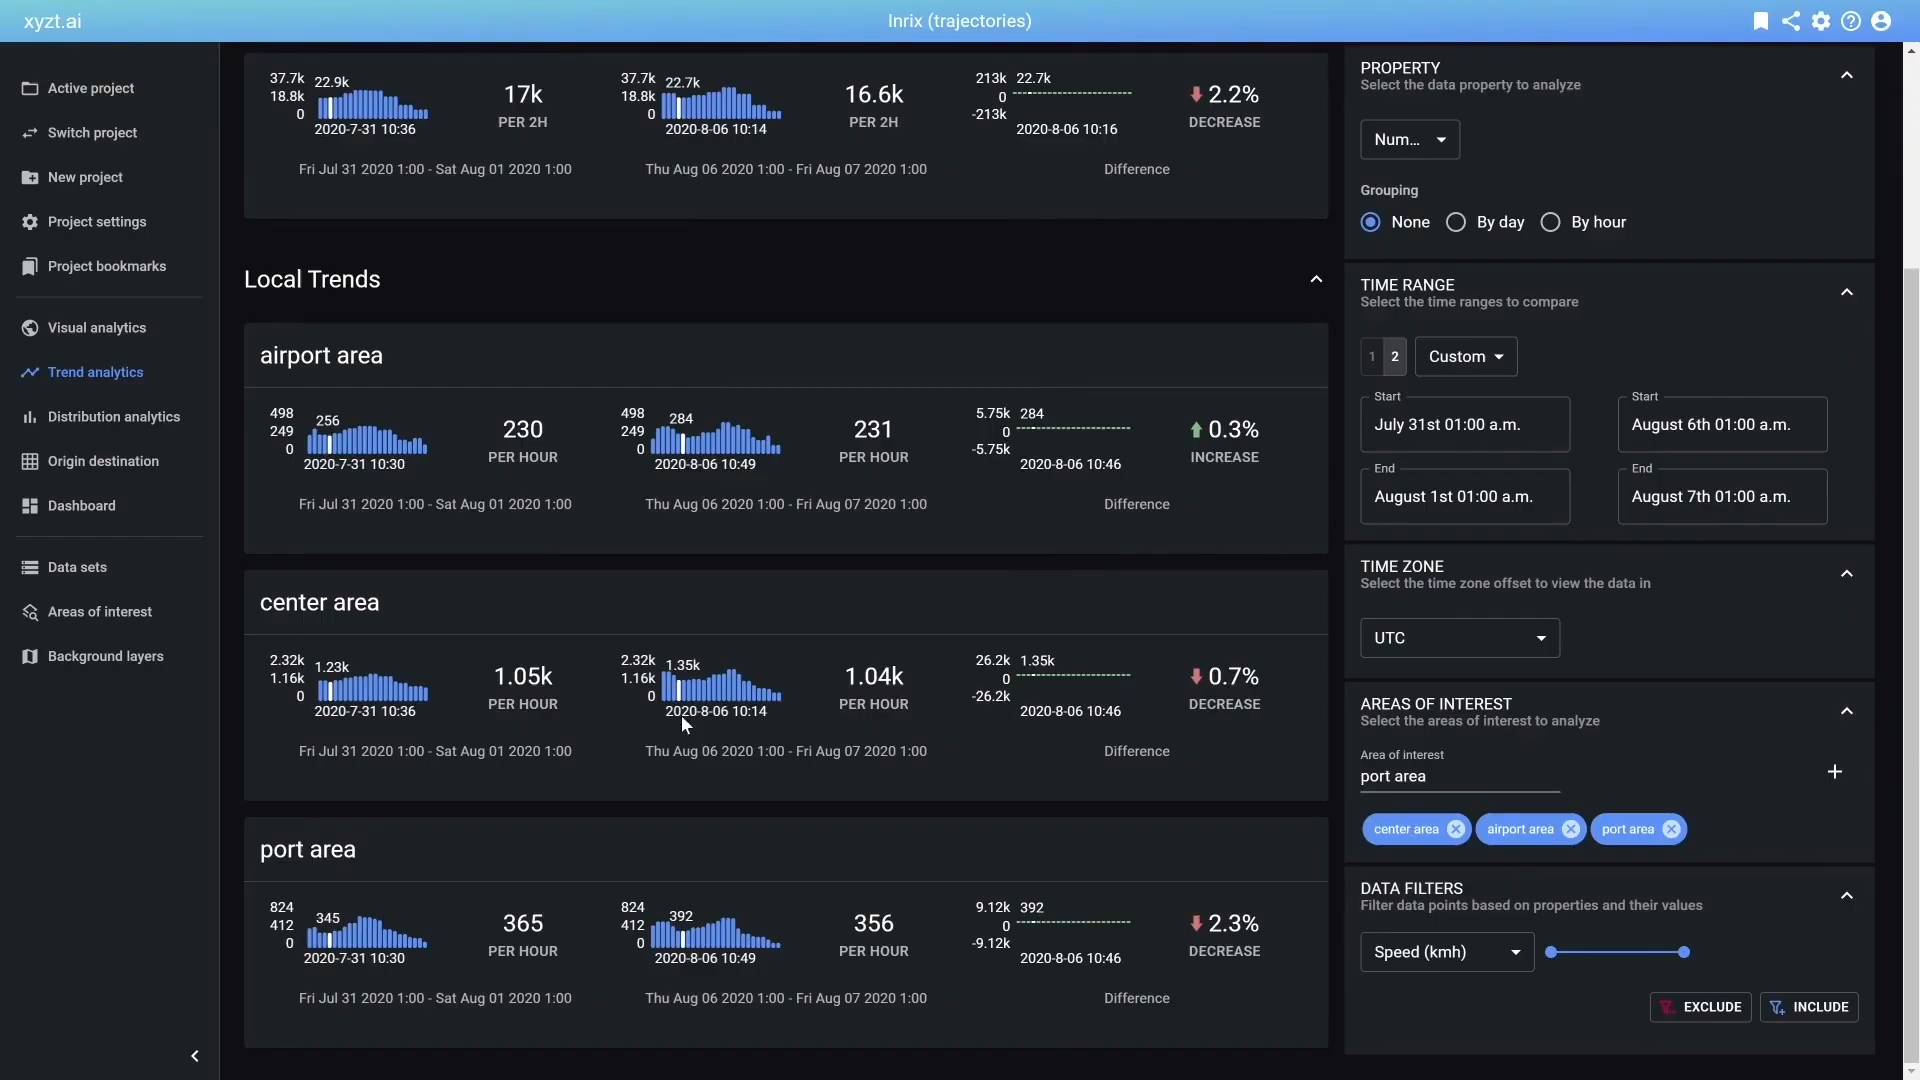 xyzt.ai
Inrix (trajectories)
Active project
Switch project
New project
Project settings
Project bookmarks
Visual analytics
Trend analytics
Distribution analytics
Origin destination
Dashboard
Data sets
Areas of interest
Background layers
37.7k
18.8k
0
22.9k
2020-7-31 10:36
17k
PER 2H
37.7k
18.8k
0
22.7k
2020-8-06 10:14
16.6k
PER 2H
213k
0
-213k
22.7k
2020-8-06 10:16
2.2%
DECREASE
Fri Jul 31 2020 1:00 - Sat Aug 01 2020 1:00
Thu Aug 06 2020 1:00 - Fri Aug 07 2020 1:00
Difference
Local Trends
airport area
498
249
0
256
2020-7-31 10:30
230
PER HOUR
498
249
0
284
2020-8-06 10:49
231
PER HOUR
5.75k
0
-5.75k
284
2020-8-06 10:46
0.3%
INCREASE
Fri Jul 31 2020 1:00 - Sat Aug 01 2020 1:00
Thu Aug 06 2020 1:00 - Fri Aug 07 2020 1:00
Difference
center area
2.32k
1.16k
0
1.23k
2020-7-31 10:36
1.05k
PER HOUR
2.32k
1.16k
0
1.35k
2020-8-06 10:14
1.04k
PER HOUR
26.2k
0
-26.2k
1.35k
2020-8-06 10:46
0.7%
DECREASE
Fri Jul 31 2020 1:00 - Sat Aug 01 2020 1:00
Thu Aug 06 2020 1:00 - Fri Aug 07 2020 1:00
Difference
port area
824
412
0
345
2020-7-31 10:30
365
PER HOUR
824
412
0
392
2020-8-06 10:49
356
PER HOUR
9.12k
0
-9.12k
392
2020-8-06 10:46
2.3%
DECREASE
Fri Jul 31 2020 1:00 - Sat Aug 01 2020 1:00
Thu Aug 06 2020 1:00 - Fri Aug 07 2020 1:00
Difference
PROPERTY
Select the data property to analyze
Num...
Grouping
None By day By hour
TIME RANGE
Select the time ranges to compare
1 2 Custom
Start
July 31st 01:00 a.m.
Start
August 6th 01:00 a.m.
End
August 1st 01:00 a.m.
End
August 7th 01:00 a.m.
TIME ZONE
Select the time zone offset to view the data in
UTC
AREAS OF INTEREST
Select the areas of interest to analyze
Area of interest
port area
center area airport area port area
DATA FILTERS
Filter data points based on properties and their values
Speed (kmh)
EXCLUDE INCLUDE